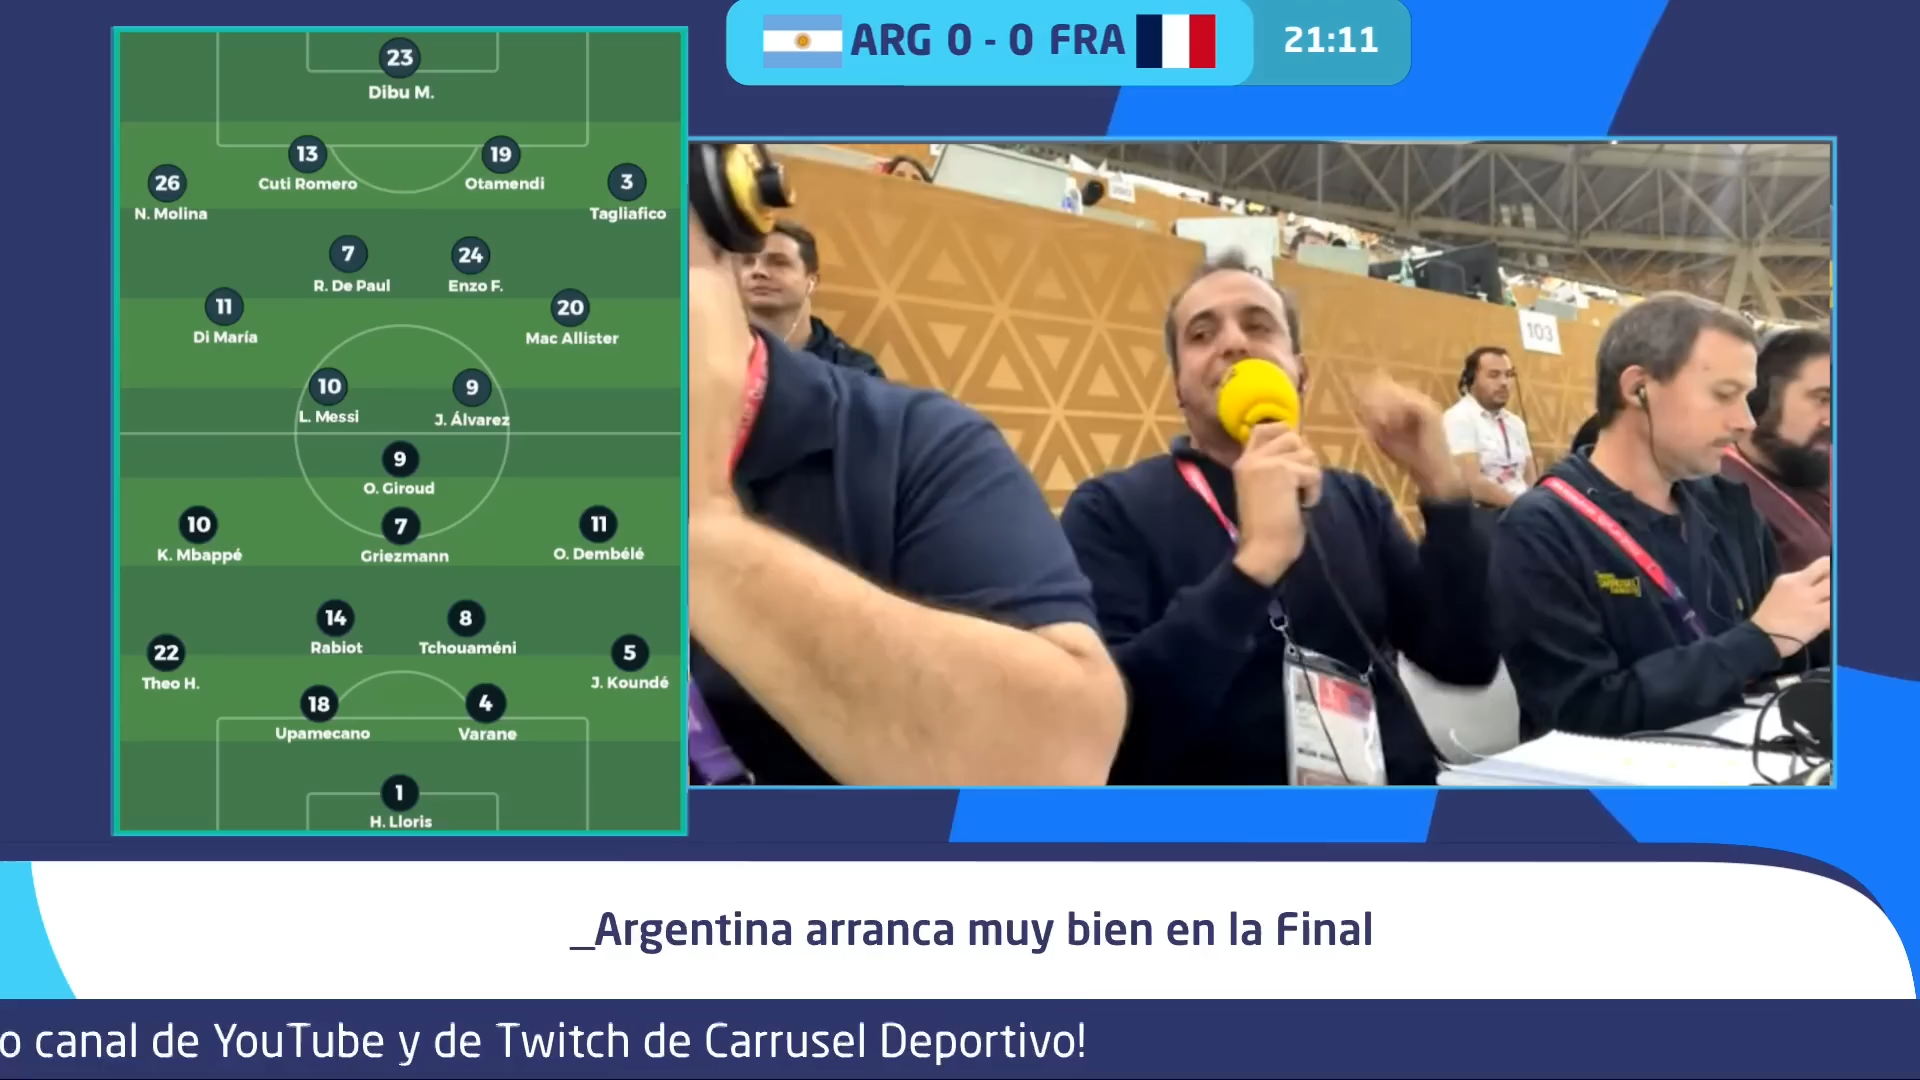 ARG 0 - 0 FRA 21:11
23
Dibu M.
13
Cuti Romero
19
Otamendi
26
N. Molina
3
Tagliafico
7
R. De Paul
24
Enzo F.
11
Di María
20
Mac Allister
10
L. Messi
9
J. Álvarez
9
O. Giroud
10
K. Mbappé
7
Griezmann
11
O. Dembélé
14
Rabiot
8
Tchouaméni
22
Theo H.
5
J. Koundé
18
Upamecano
4
Varane
1
H. Lloris
103
_Argentina arranca muy bien en la Final
o canal de YouTube y de Twitch de Carrusel Deportivo!